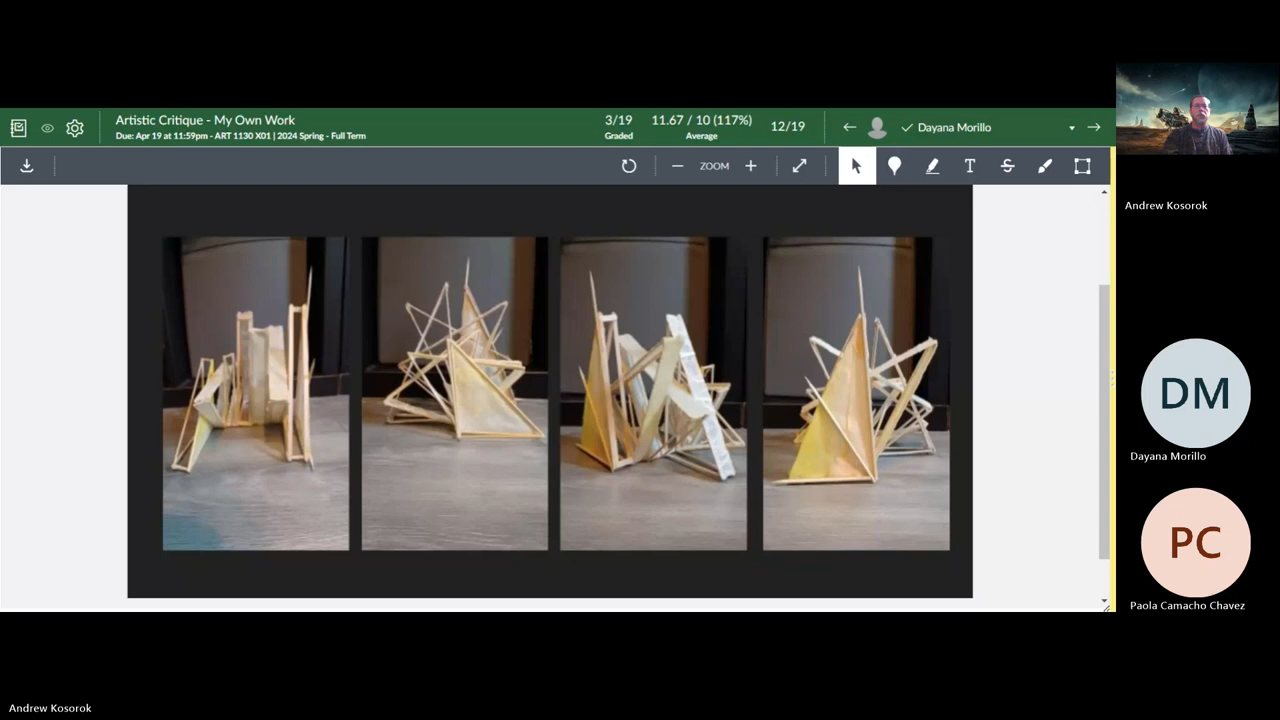 Artistic Critique - My Own Work
Due: Apr 19 at 11:59pm - ART 1130 X01 | 2024 Spring - Full Term
3/19
Graded
11.67 / 10 (117%)
Average
12/19
Dayana Morillo
ZOOM
T
S
Andrew Kosorok
DM
Dayana Morillo
PC
Paola Camacho Chavez
Andrew Kosorok